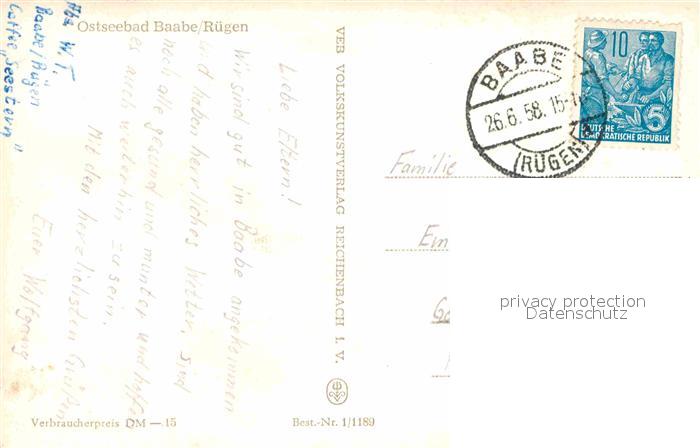 Ostseebad Baabe/Rügen
Abs. W. T.
Baabe/Rügen
Caffee „Seestern"
Liebe Eltern!
Wir sind gut in Baabe angekommen
und haben herrliches Wetter, sind
noch alle gesund und munter und hoffen
es auch weiterhin zu sein.
Mit den herzlichsten Grüßen
Euer Wolfgang
VEB VOLKSKUNSTVERLAG REICHENBACH I. V.
Verbraucherpreis DM —15
Best.-Nr. 1/1189
BAABE
26.6.58.15-
(RÜGEN)
10
5
DEUTSCHE
DEMOKRATISCHE REPUBLIK
Familie
Em
privacy protection
Datenschutz